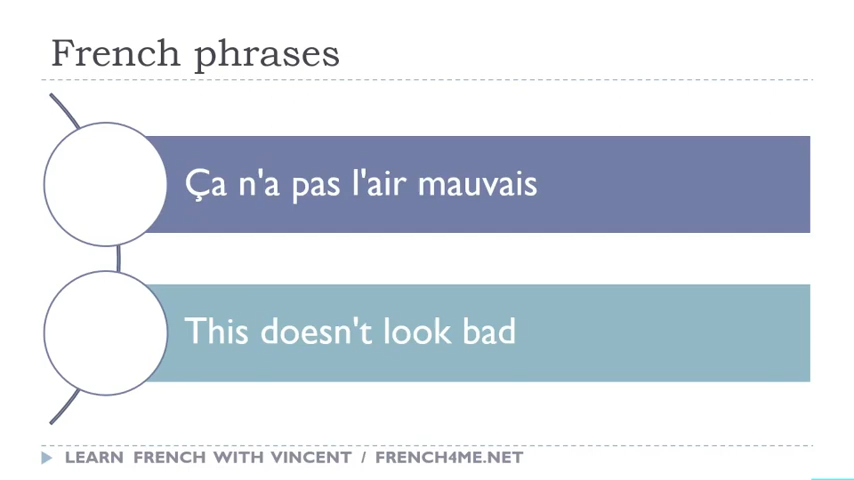 French phrases
Ça n'a pas l'air mauvais
This doesn't look bad
LEARN FRENCH WITH VINCENT / FRENCH4ME.NET